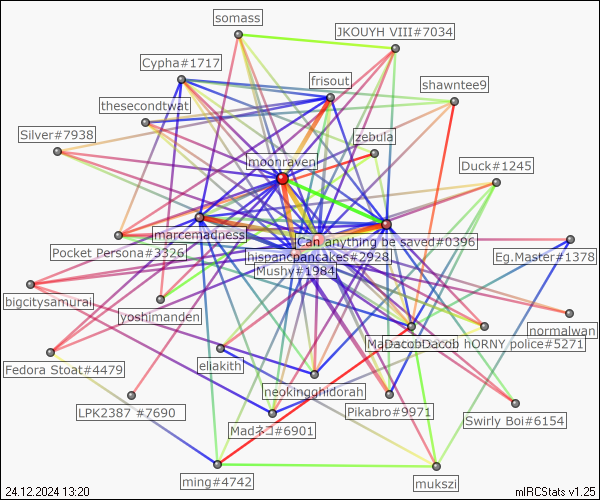 somass
JKOUYH VIII#7034
Cypha#1717
frisout
shawntee9
thesecondtwat
Silver#7938
zebula
moonraven
Duck#1245
marcemadness
Can anything be saved#0396
Pocket Persona#3326
hispancpancakes#2928
Eg.Master#1378
Mushy#1984
bigcitysamurai
yoshimanden
normalwan
DacobDacob
hORNY police#5271
eliakith
Fedora Stoat#4479
neokingghidorah
LPK2387 #7690
Pikabro#9971
Swirly Boi#6154
Madネコ#6901
ming#4742
mukszi
24.12.2024 13:20
mIRCStats v1.25